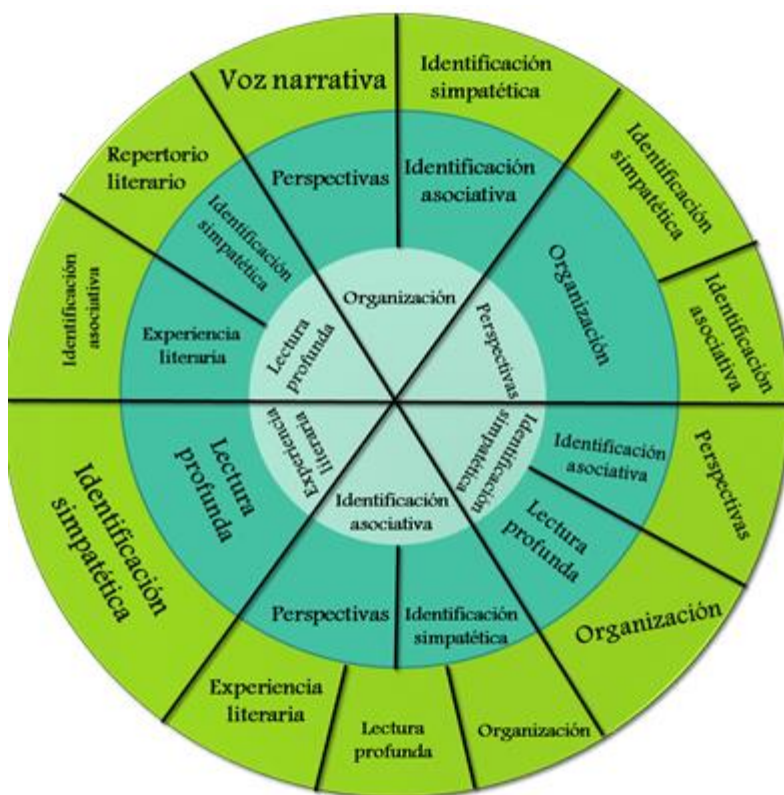 Voz narrativa
Identificación
simpatética
Repertorio
literario
Perspectivas
Identificación
asociativa
Identificación
simpatética
Identificación
simpatética
Identificación
asociativa
Experiencia
literaria
Lectura
profunda
Organización
Perspectivas
Organización
Identificación
asociativa
Experiencia
literaria
Identificación
simpatética
Lectura
profunda
Identificación
asociativa
Identificación
asociativa
Perspectivas
Identificación
simpatética
Lectura
profunda
Perspectivas
Identificación
simpatética
Organización
Experiencia
literaria
Lectura
profunda
Organización